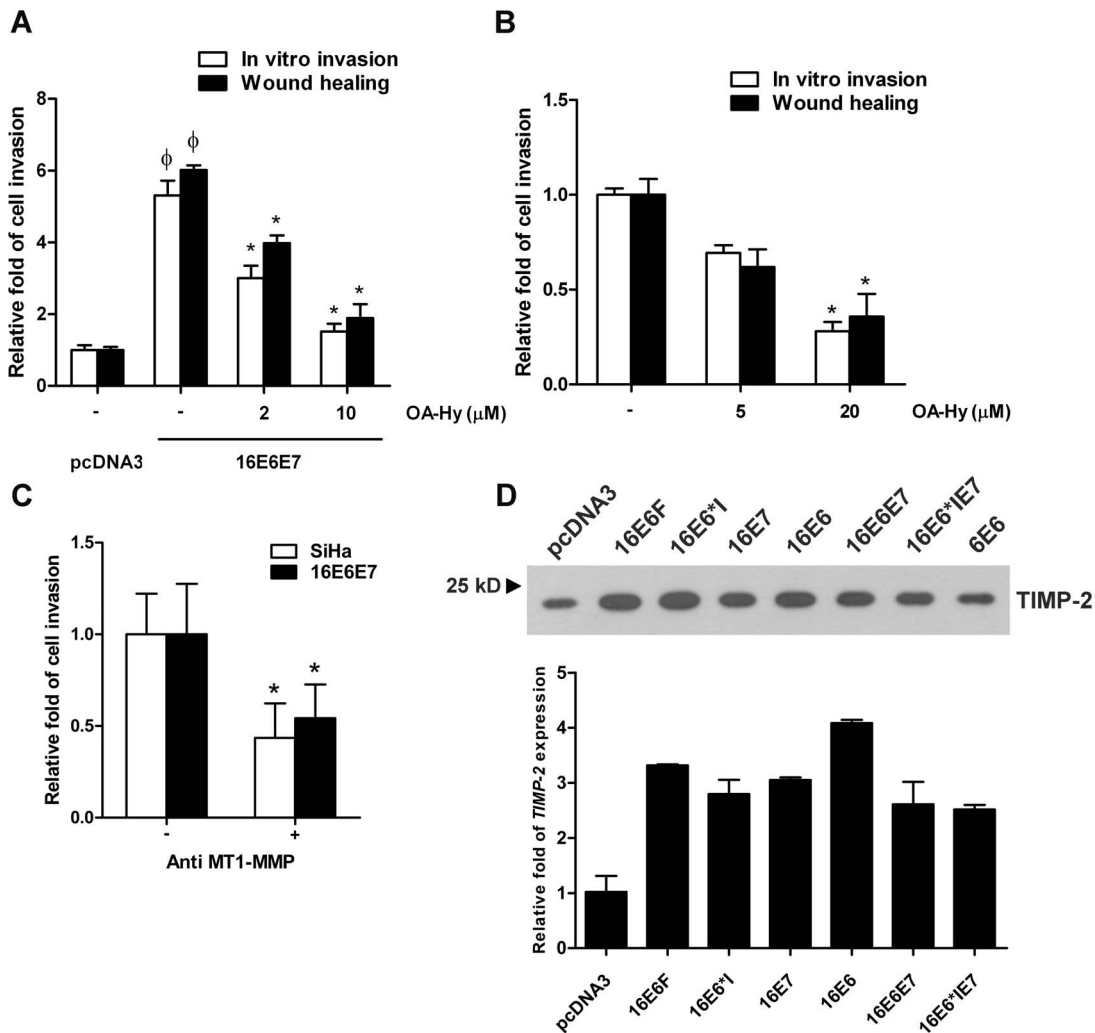 A
In vitro invasion
Wound healing
Relative fold of cell invasion
8
6
4
2
0
ϕ
ϕ
*
*
*
*
- - 2 10 OA-Hy (μM)
pcDNA3 16E6E7
B
In vitro invasion
Wound healing
Relative fold of cell invasion
1.5
1.0
0.5
0.0
*
*
- 5 20 OA-Hy (μM)
C
SiHa
16E6E7
Relative fold of cell invasion
1.5
1.0
0.5
0.0
*
*
- +
Anti MT1-MMP
D
pcDNA3 16E6F 16E6*I 16E7 16E6 16E6E7 16E6*IE7 6E6
25 kD
TIMP-2
Relative fold of TIMP-2 expression
5
4
3
2
1
0
pcDNA3 16E6F 16E6*I 16E7 16E6 16E6E7 16E6*IE7